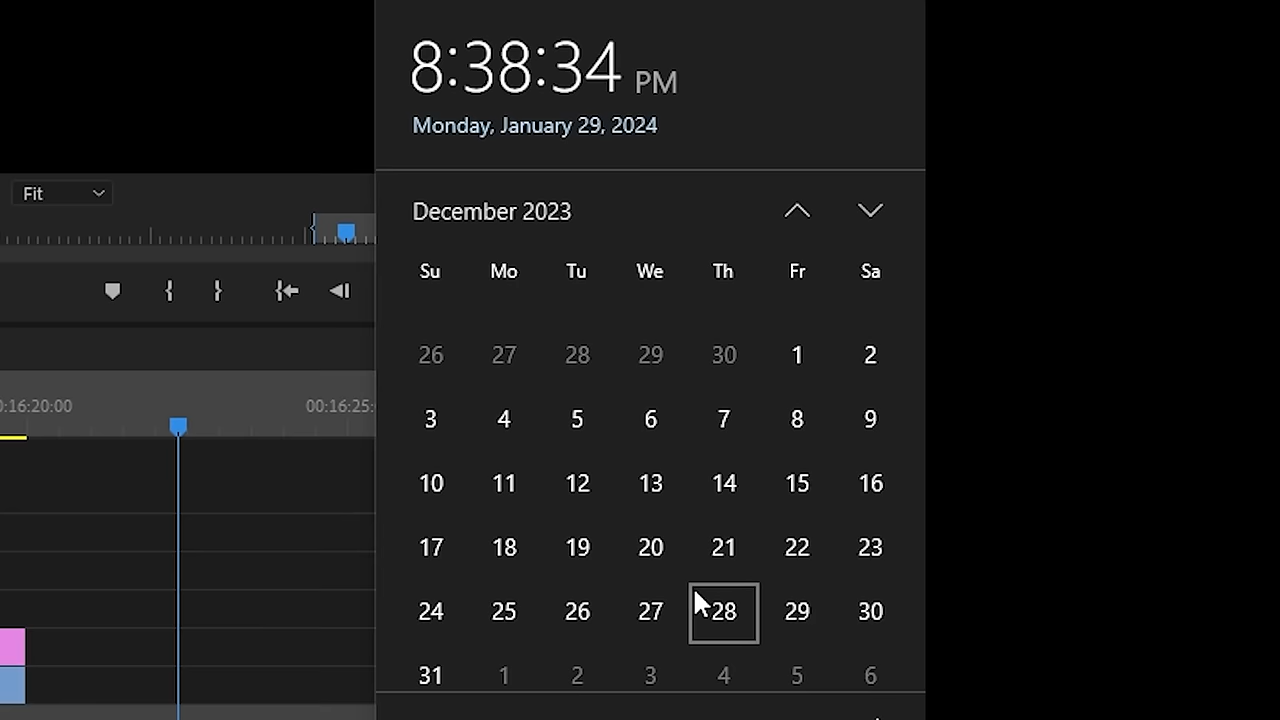 8:38:34 PM
Monday, January 29, 2024
Fit
December 2023
Su Mo Tu We Th Fr Sa
26 27 28 29 30 1 2
3 4 5 6 7 8 9
0:16:20:00 00:16:25:
10 11 12 13 14 15 16
17 18 19 20 21 22 23
24 25 26 27 28 29 30
31 1 2 3 4 5 6